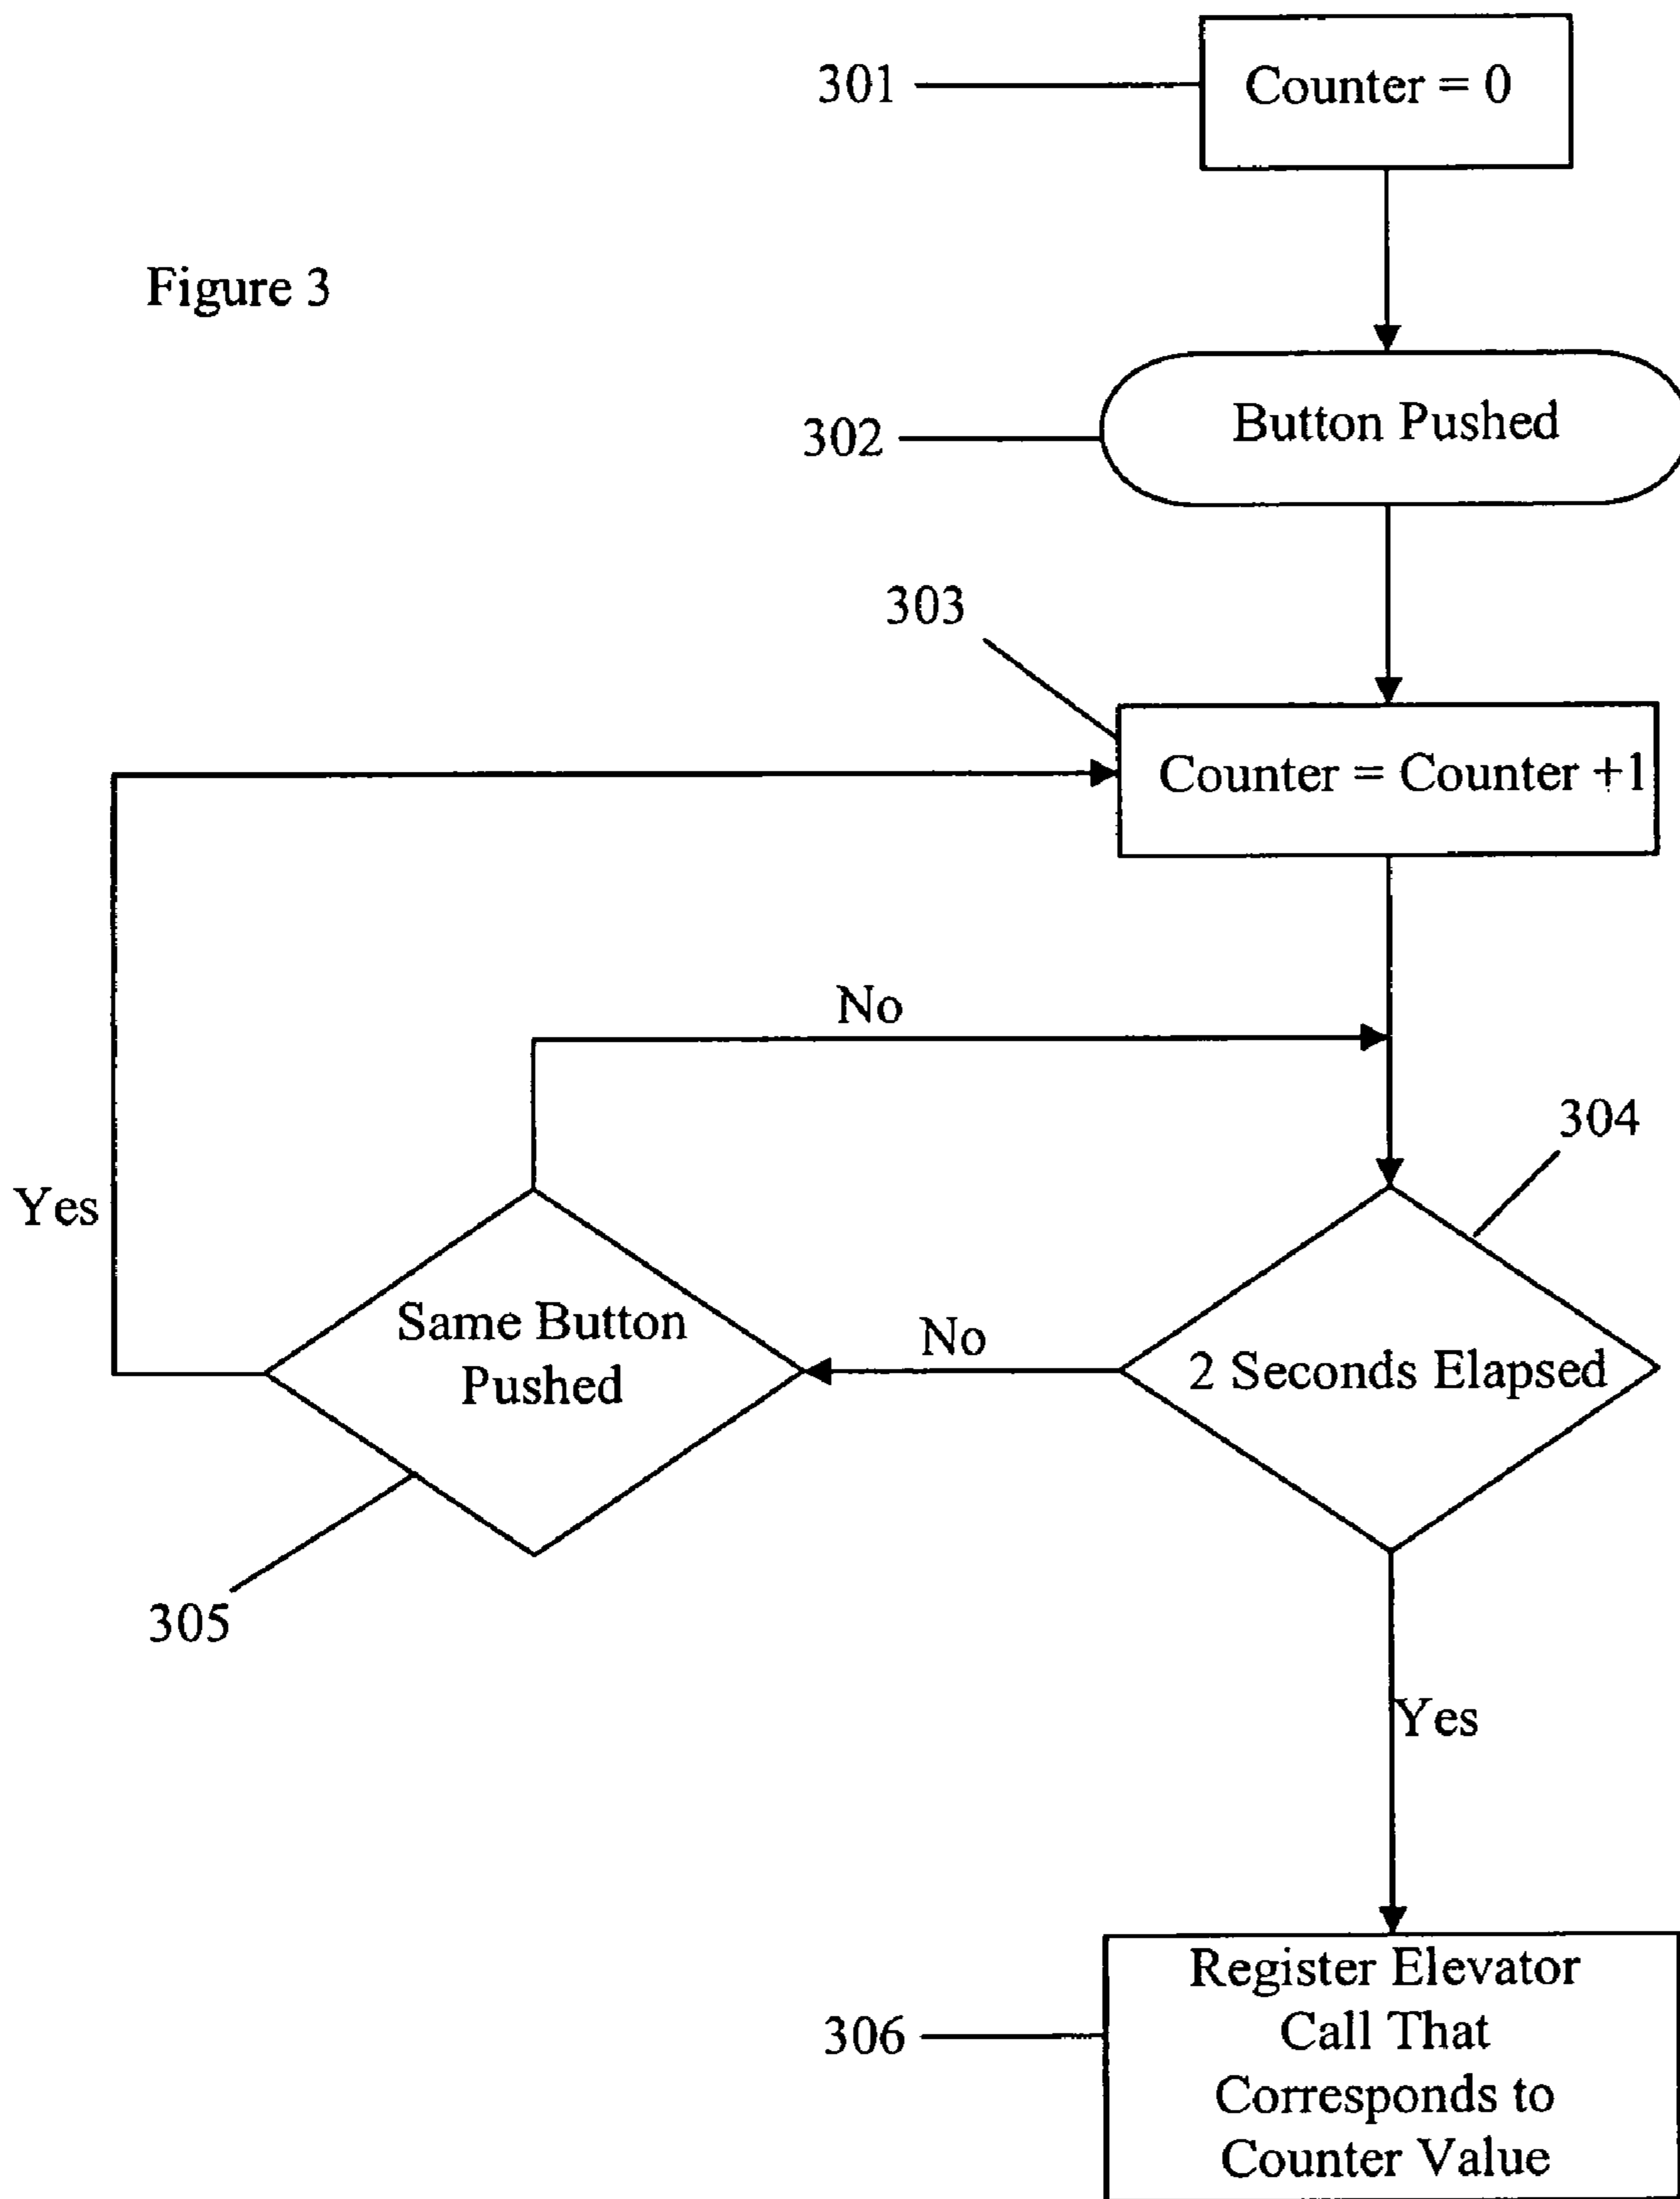 301
Counter = 0
Figure 3
302
Button Pushed
303
Counter = Counter +1
No
304
Yes
Same Button
Pushed
No
2 Seconds Elapsed
305
Yes
306
Register Elevator
Call That
Corresponds to
Counter Value